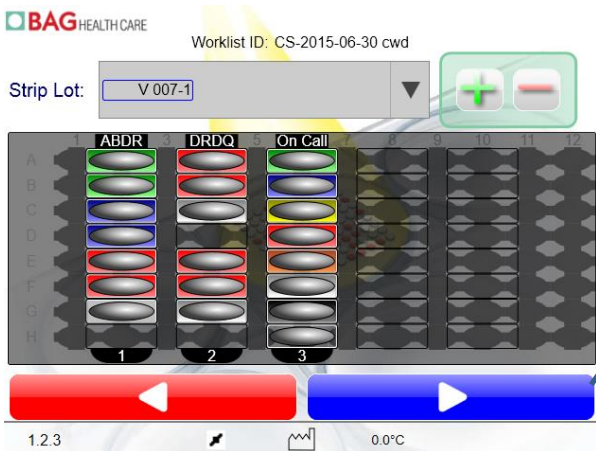 BAG HEALTH CARE
Worklist ID: CS-2015-06-30 cwd
Strip Lot: V 007-1
1 ABDR 3 DRDQ 5 On Call 7 8 9 10 11 12
A
B
C
D
E
F
G
H
1 2 3
1.2.3 0.0°C